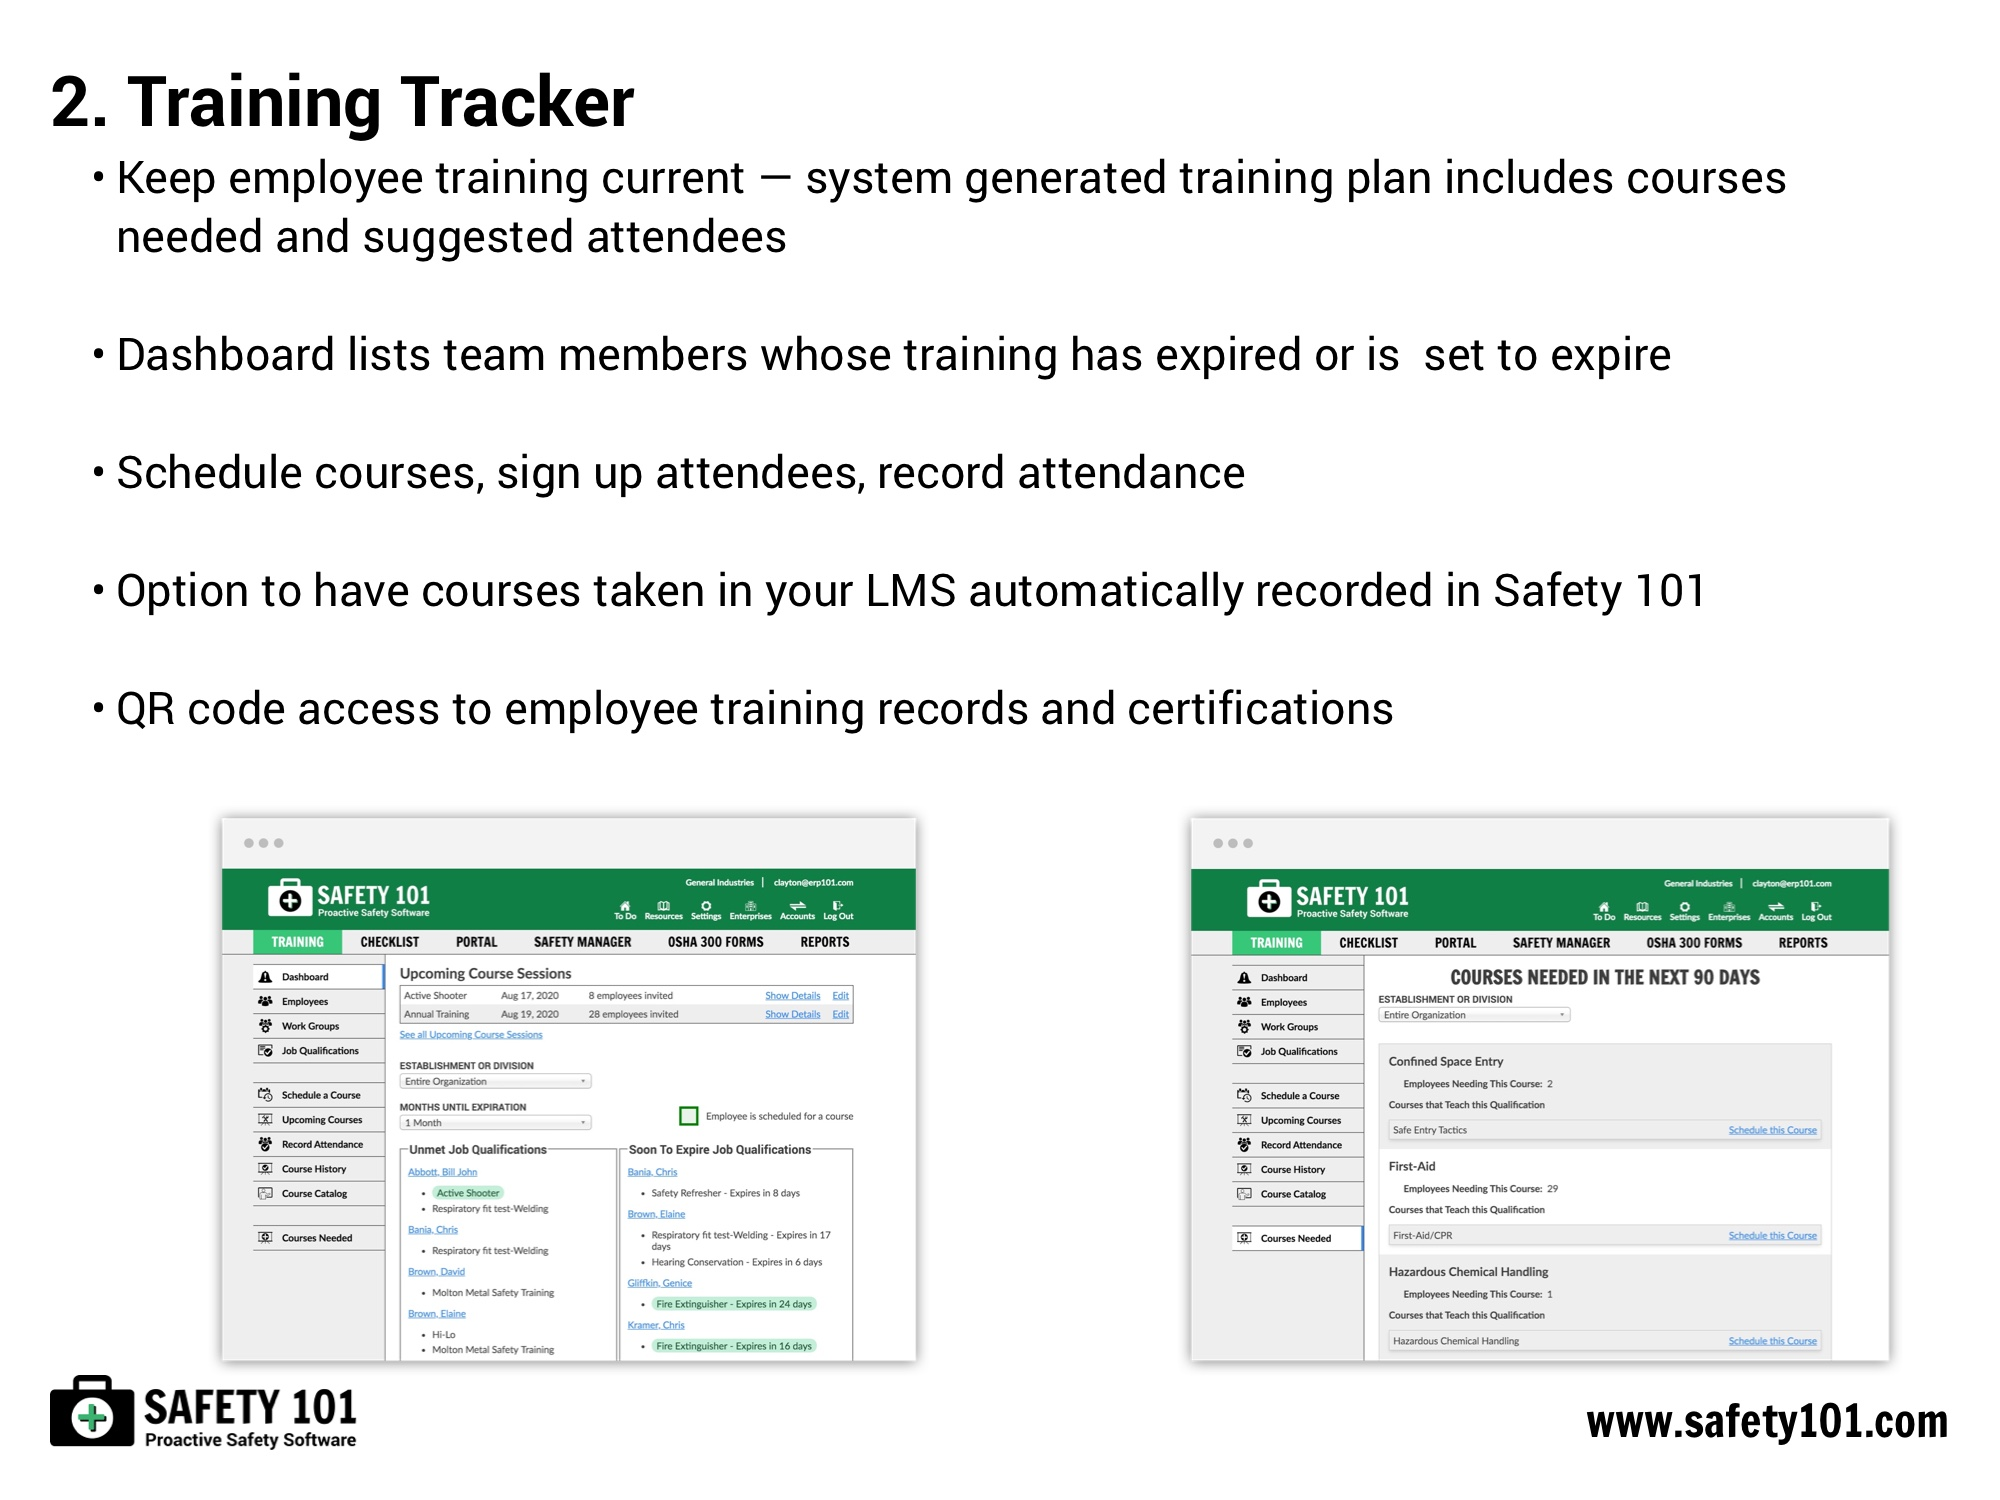 2. Training Tracker
• Keep employee training current — system generated training plan includes courses
needed and suggested attendees
• Dashboard lists team members whose training has expired or is  set to expire
• Schedule courses, sign up attendees, record attendance
• Option to have courses taken in your LMS automatically recorded in Safety 101
• QR code access to employee training records and certifications
SAFETY 101
Proactive Safety Software
General Industries | clayton@erp101.com
To Do Resources Settings Enterprises Accounts Log Out
TRAINING CHECKLIST PORTAL SAFETY MANAGER OSHA 300 FORMS REPORTS
Dashboard
Employees
Work Groups
Job Qualifications
Schedule a Course
Upcoming Courses
Record Attendance
Course History
Course Catalog
Courses Needed
Upcoming Course Sessions
Active Shooter Aug 17, 2020 8 employees invited Show Details Edit
Annual Training Aug 19, 2020 28 employees invited Show Details Edit
See all Upcoming Course Sessions
ESTABLISHMENT OR DIVISION
Entire Organization
MONTHS UNTIL EXPIRATION
1 Month
Employee is scheduled for a course
Unmet Job Qualifications
Abbott, Bill John
• Active Shooter
• Respiratory fit test-Welding
Bania, Chris
• Respiratory fit test-Welding
Brown, David
• Molton Metal Safety Training
Brown, Elaine
• Hi-Lo
• Molton Metal Safety Training
Soon To Expire Job Qualifications
Bania, Chris
• Safety Refresher - Expires in 8 days
Brown, Elaine
• Respiratory fit test-Welding - Expires in 17
days
• Hearing Conservation - Expires in 6 days
Gliffkin, Genice
• Fire Extinguisher - Expires in 24 days
Kramer, Chris
• Fire Extinguisher - Expires in 16 days
SAFETY 101
Proactive Safety Software
General Industries | clayton@erp101.com
To Do Resources Settings Enterprises Accounts Log Out
TRAINING CHECKLIST PORTAL SAFETY MANAGER OSHA 300 FORMS REPORTS
Dashboard
Employees
Work Groups
Job Qualifications
Schedule a Course
Upcoming Courses
Record Attendance
Course History
Course Catalog
Courses Needed
COURSES NEEDED IN THE NEXT 90 DAYS
ESTABLISHMENT OR DIVISION
Entire Organization
Confined Space Entry
Employees Needing This Course: 2
Courses that Teach this Qualification
Safe Entry Tactics Schedule this Course
First-Aid
Employees Needing This Course: 29
Courses that Teach this Qualification
First-Aid/CPR Schedule this Course
Hazardous Chemical Handling
Employees Needing This Course: 1
Courses that Teach this Qualification
Hazardous Chemical Handling Schedule this Course
SAFETY 101
Proactive Safety Software
www.safety101.com